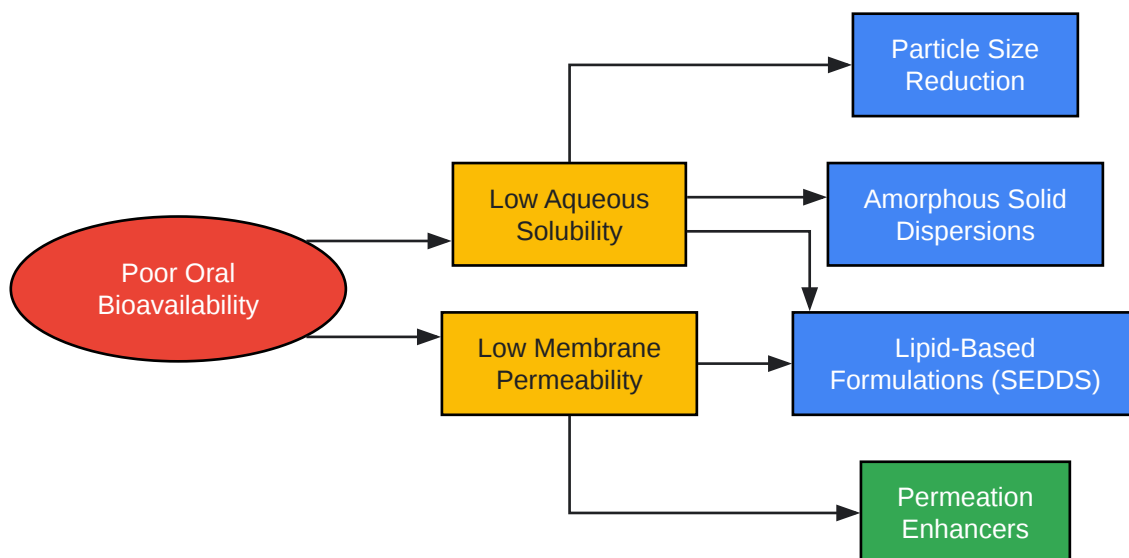 Particle Size
Reduction
Low Aqueous
Solubility
Amorphous Solid
Dispersions
Poor Oral
Bioavailability
Low Membrane
Permeability
Lipid-Based
Formulations (SEDDS)
Permeation
Enhancers